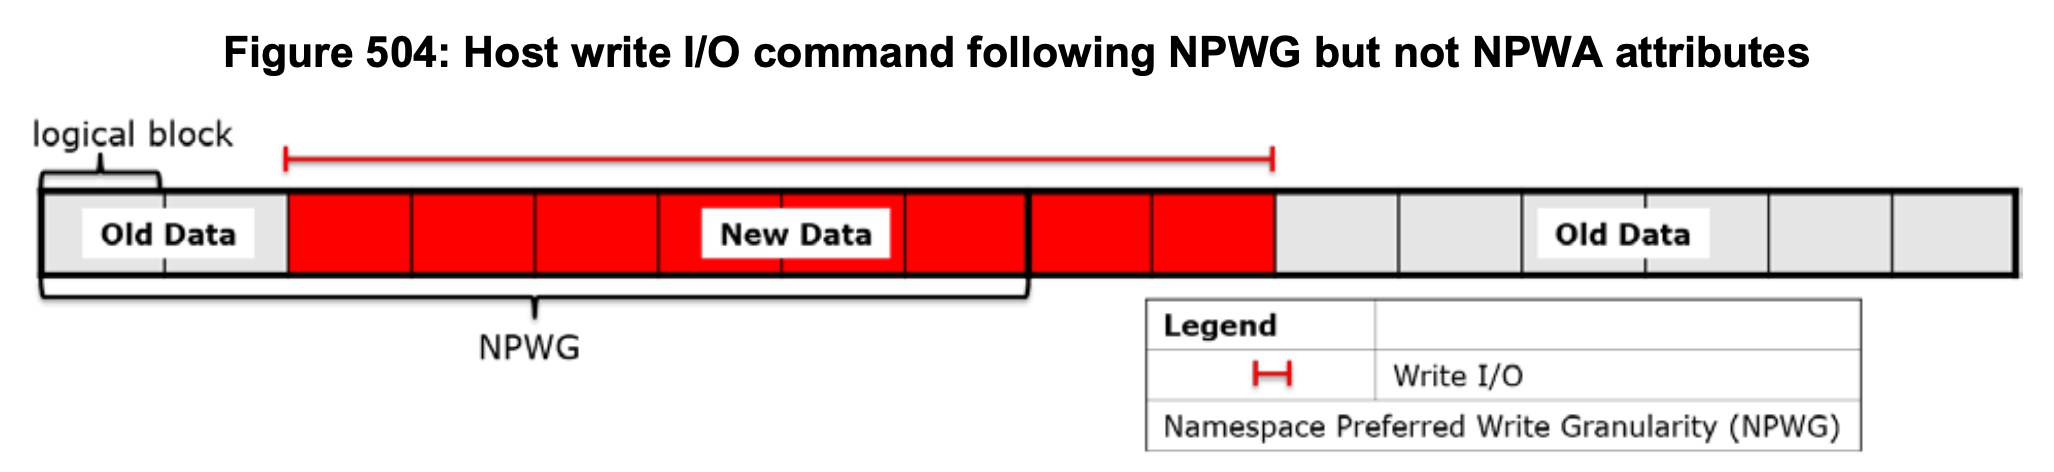 Figure 504: Host write I/O command following NPWG but not NPWA attributes
logical block
Old Data
New Data
Old Data
NPWG
Legend
Write I/O
Namespace Preferred Write Granularity (NPWG)